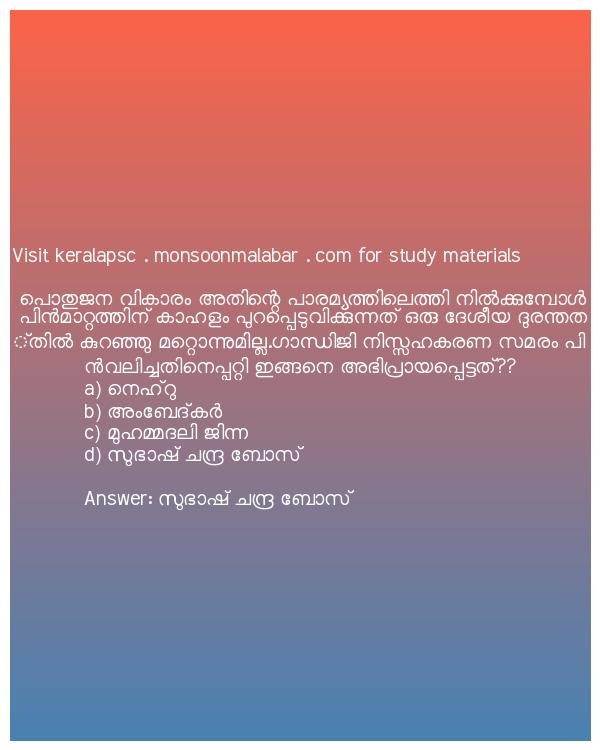 Visit keralapsc . monsoonmalabar . com for study materials
പൊതുജന വികാരം അതിന്റെ പാരമ്യത്തിലെത്തി നിൽക്കുമ്പോൾ
പിൻമാറ്റത്തിന് കാഹളം പുറപ്പെടുവിക്കുന്നത് ഒരു ദേശീയ ദുരന്തത
്തിൽ കുറഞ്ഞു മറ്റൊന്നുമില്ല.ഗാന്ധിജി നിസ്സഹകരണ സമരം പി
ൻവലിച്ചതിനെപ്പറ്റി ഇങ്ങനെ അഭിപ്രായപ്പെട്ടത്??
a) നെഹ്റു
b) അംബേദ്കർ
c) മുഹമ്മദലി ജിന്ന
d) സുഭാഷ് ചന്ദ്ര ബോസ്
Answer: സുഭാഷ് ചന്ദ്ര ബോസ്